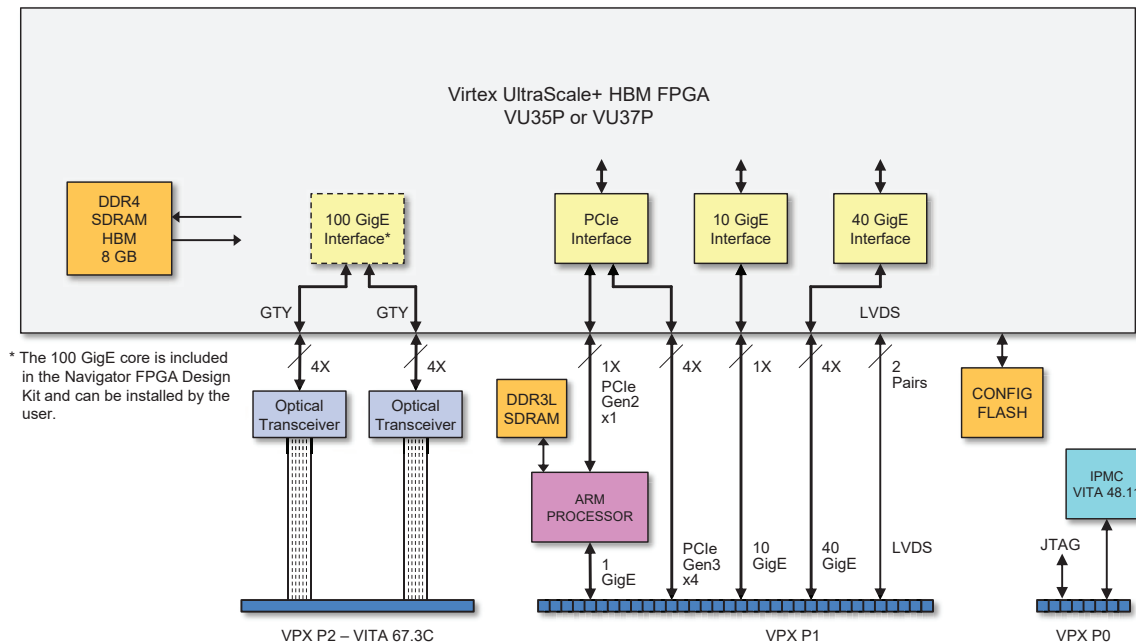 Virtex UltraScale+ HBM FPGA
VU35P or VU37P
DDR4
SDRAM
HBM
8 GB
100 GigE
Interface*
PCIe
Interface
10 GigE
Interface
40 GigE
Interface
GTY
GTY
LVDS
* The 100 GigE core is included
in the Navigator FPGA Design
Kit and can be installed by the
user.
4X
4X
1X
4X
1X
4X
2
Pairs
PCIe
Gen2
x1
Optical
Transceiver
Optical
Transceiver
DDR3L
SDRAM
CONFIG
FLASH
ARM
PROCESSOR
IPMC
VITA 48.11
1
GigE
PCIe
Gen3
x4
10
GigE
40
GigE
LVDS
JTAG
VPX P2 – VITA 67.3C
VPX P1
VPX P0